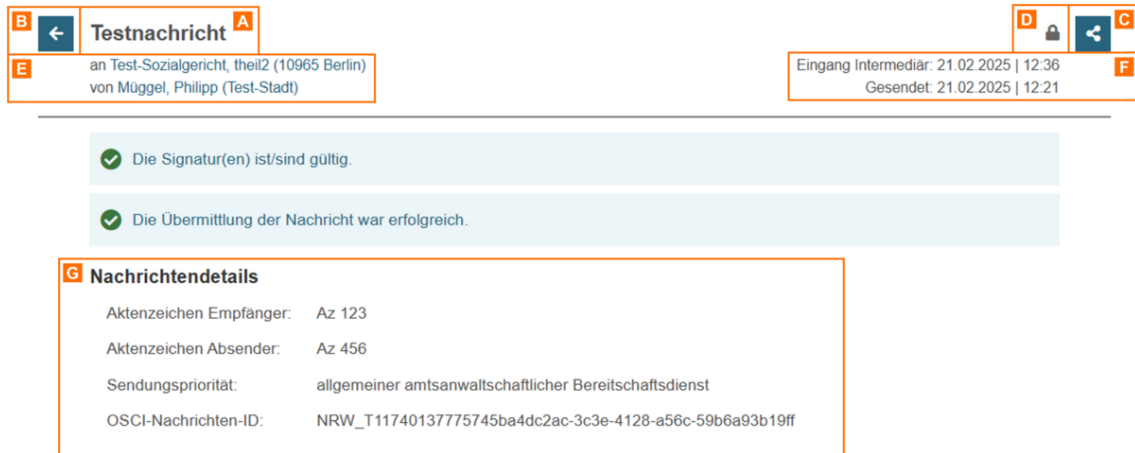 B
Testnachricht A
D
C
E
an Test-Sozialgericht, theil2 (10965 Berlin)
von Müggel, Philipp (Test-Stadt)
Eingang Intermediär: 21.02.2025 | 12:36
F
Gesendet: 21.02.2025 | 12:21
Die Signatur(en) ist/sind gültig.
Die Übermittlung der Nachricht war erfolgreich.
G Nachrichtendetails
Aktenzeichen Empfänger: Az 123
Aktenzeichen Absender: Az 456
Sendungspriorität: allgemeiner amtsanwaltschaftlicher Bereitschaftsdienst
OSCI-Nachrichten-ID: NRW_T11740137775745ba4dc2ac-3c3e-4128-a56c-59b6a93b19ff